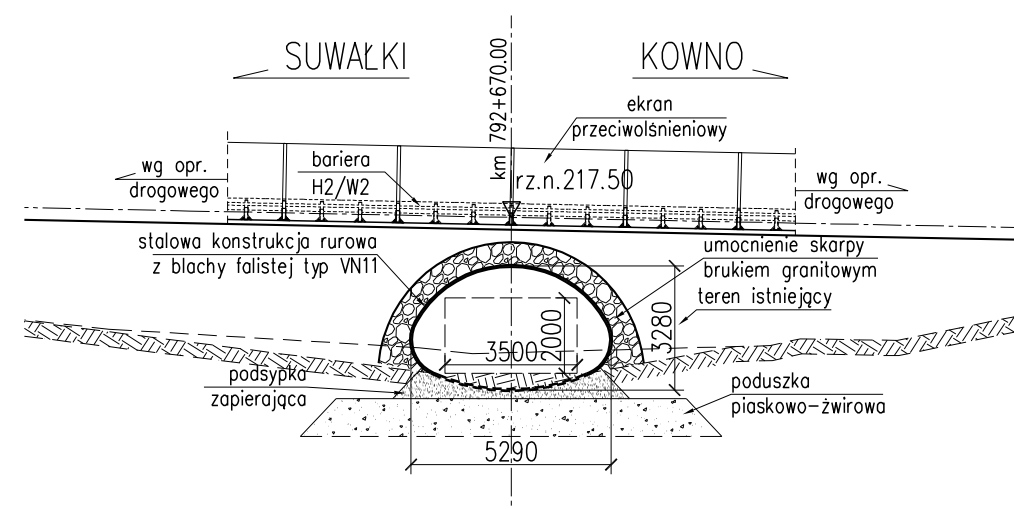 SUWAŁKI
KOWNO
km 792+670.00
ekran
przeciwolśnieniowy
wg opr.
drogowego
bariera
H2/W2
rz.n.217.50
wg opr.
drogowego
stalowa konstrukcja rurowa
z blachy falistej typ VN11
umocnienie skarpy
brukiem granitowym
teren istniejący
2000
3280
3500
podsypka
zapierająca
poduszka
piaskowo-żwirowa
5290